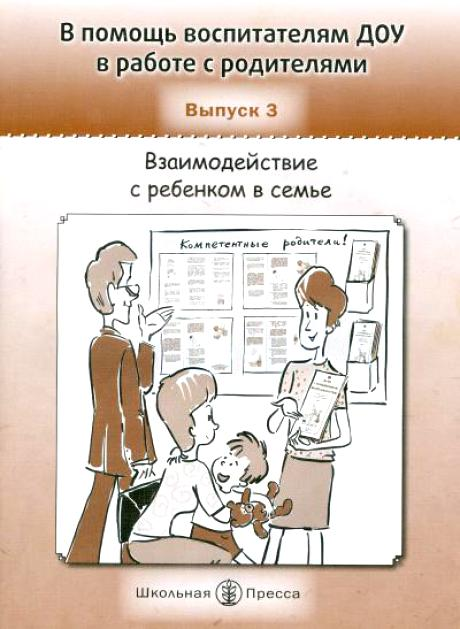 В помощь воспитателям ДОУ
в работе с родителями
Выпуск 3
Взаимодействие
с ребенком в семье
Компетентные родители!
Школьная Пресса